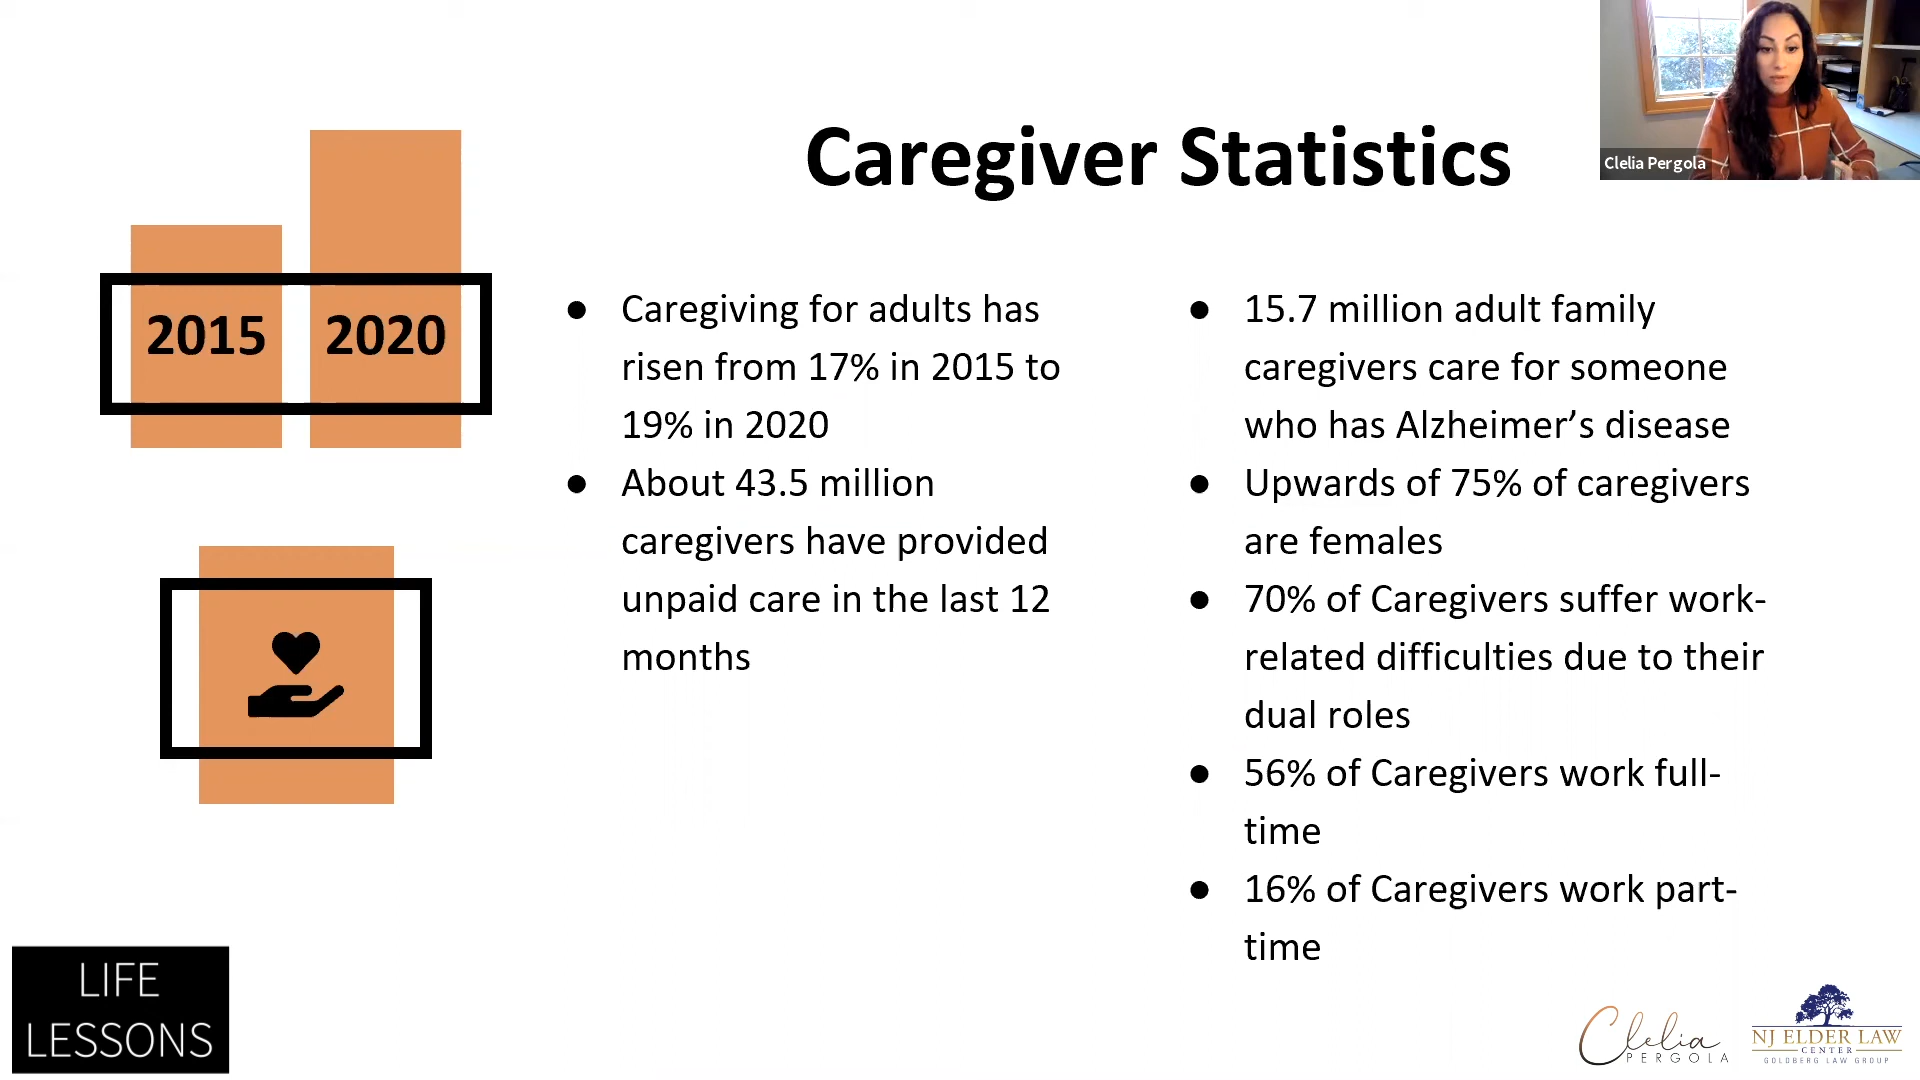 Caregiver Statistics
Clelia Pergola
2015 2020
● Caregiving for adults has
risen from 17% in 2015 to
19% in 2020
● About 43.5 million
caregivers have provided
unpaid care in the last 12
months
● 15.7 million adult family
caregivers care for someone
who has Alzheimer’s disease
● Upwards of 75% of caregivers
are females
● 70% of Caregivers suffer work-
related difficulties due to their
dual roles
● 56% of Caregivers work full-
time
● 16% of Caregivers work part-
time
LIFE
LESSONS
Clelia
PERGOLA
NJ ELDER LAW
CENTER
GOLDBERG LAW GROUP